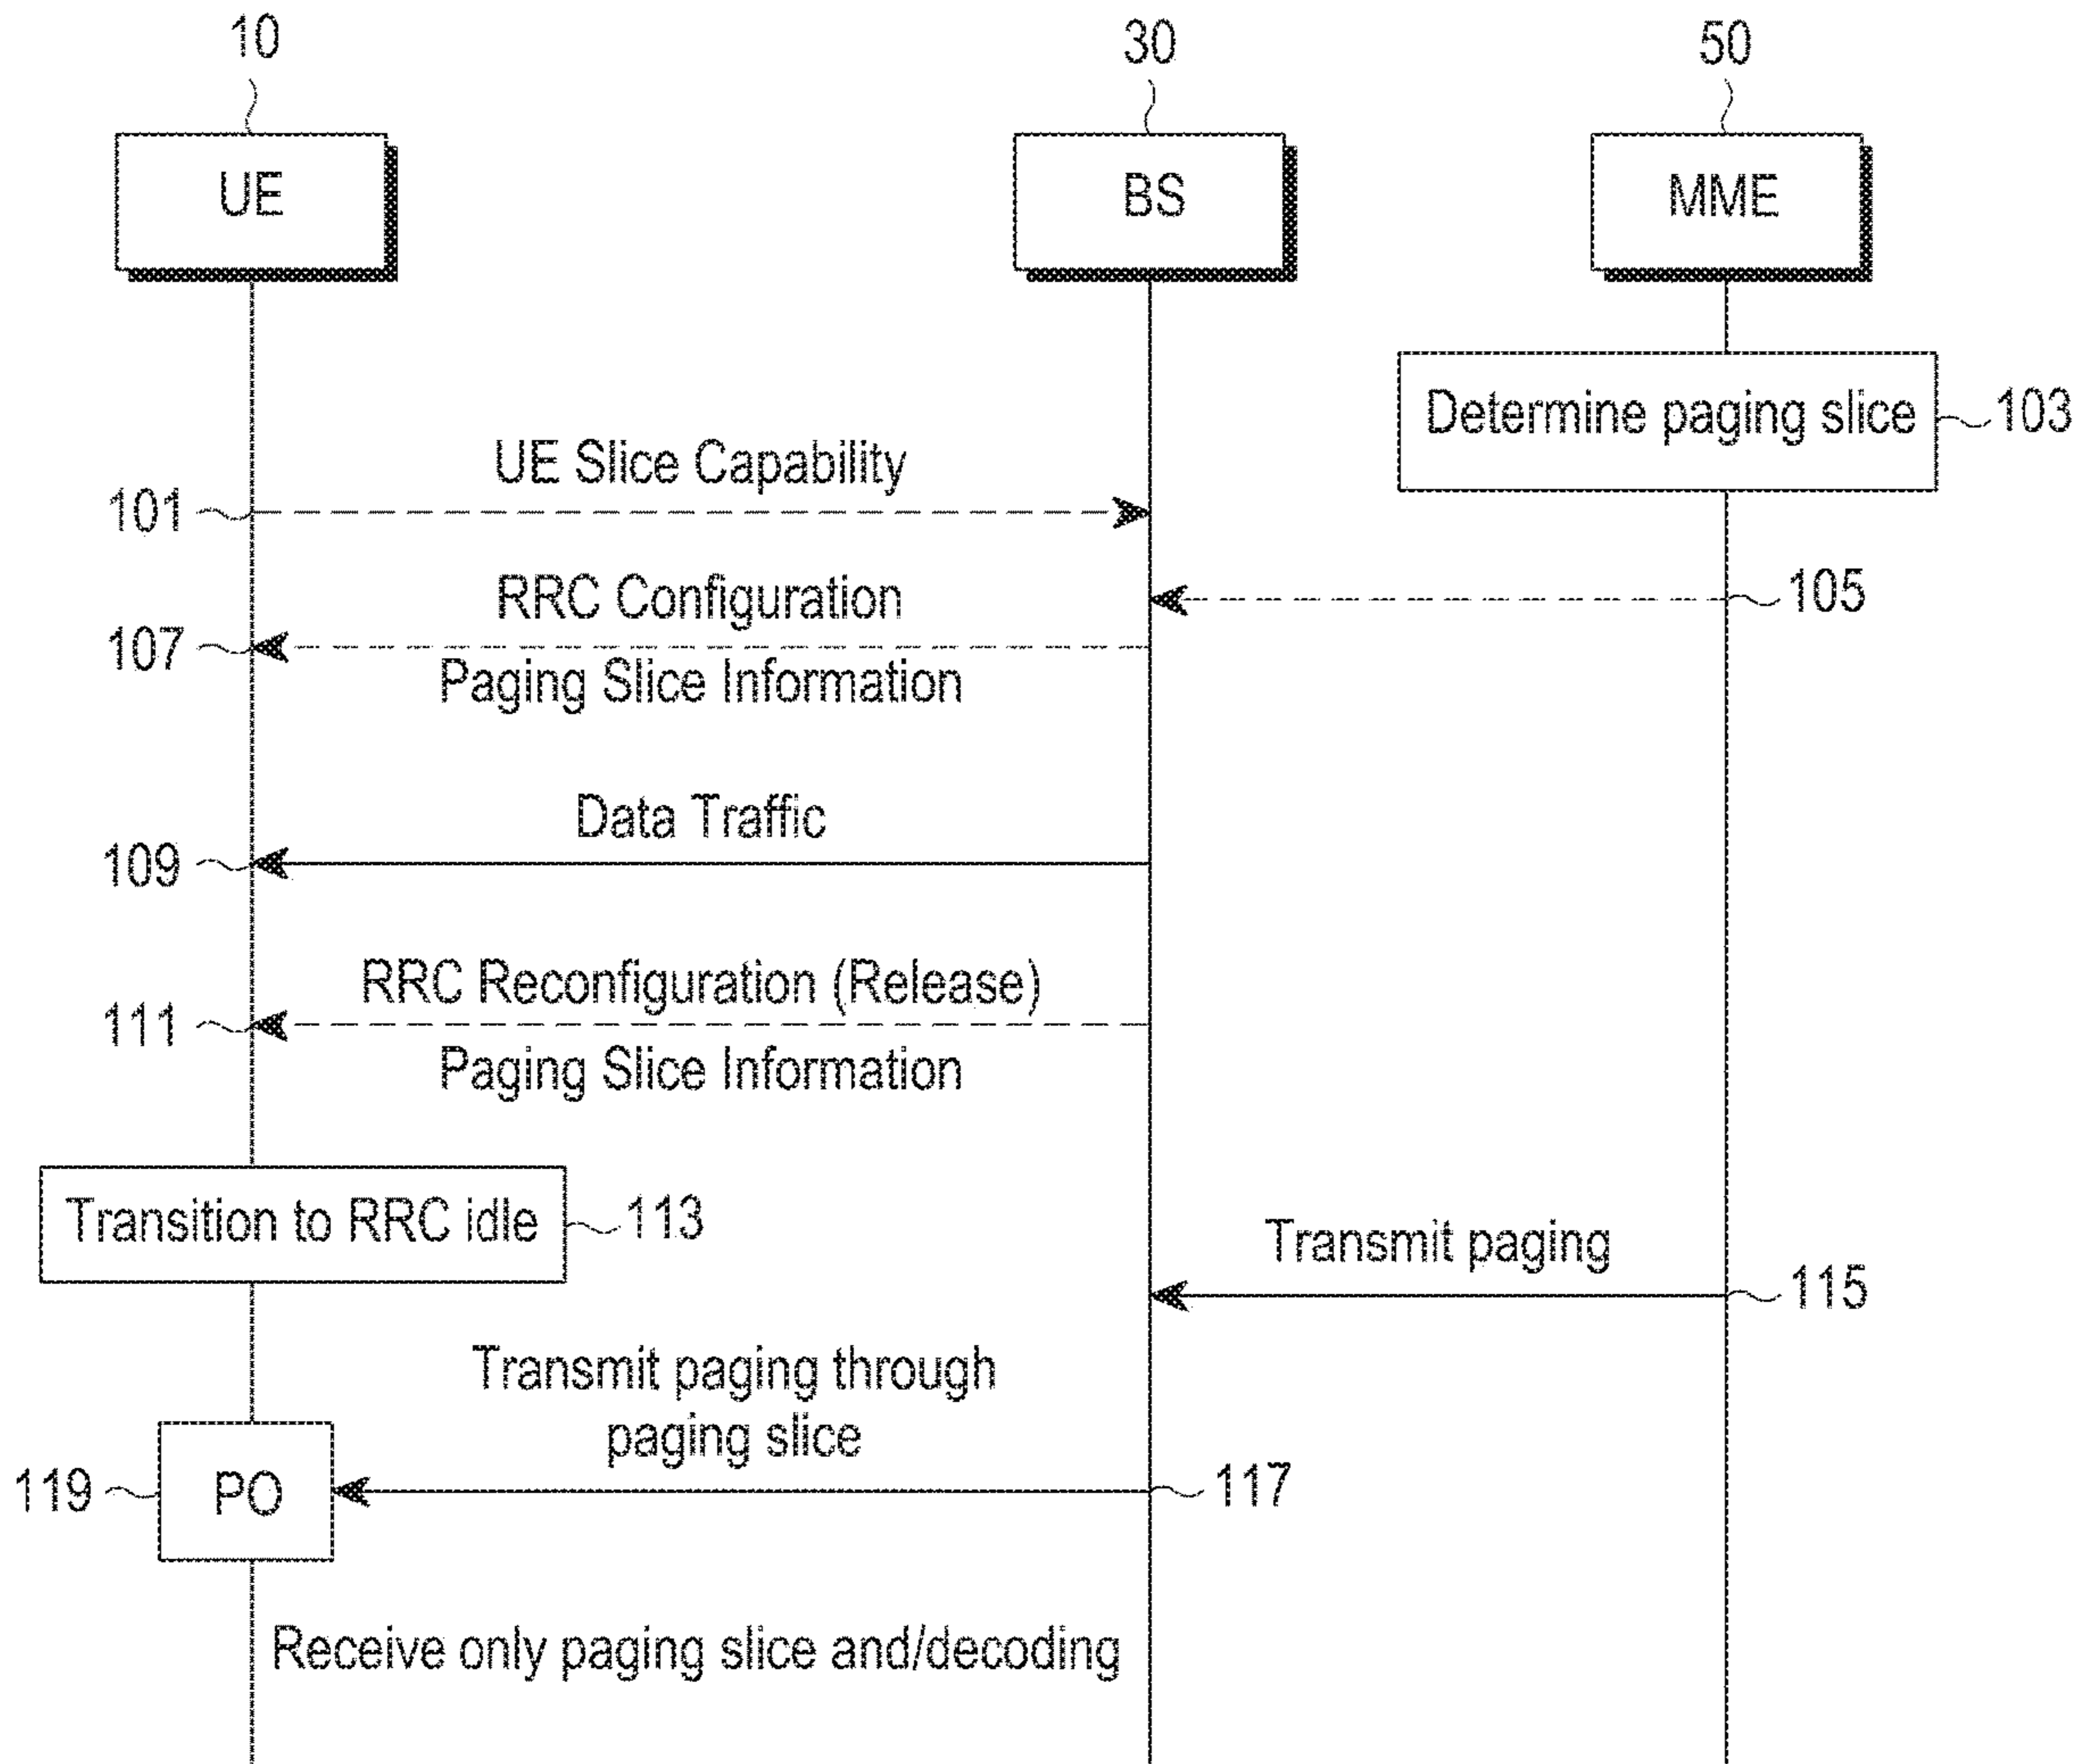 10
30
50
UE
BS
MME
Determine paging slice
103
UE Slice Capability
101
RRC Configuration
105
107
Paging Slice Information
Data Traffic
109
RRC Reconfiguration (Release)
111
Paging Slice Information
Transition to RRC idle
113
Transmit paging
115
Transmit paging through
paging slice
119
PO
117
Receive only paging slice and/decoding